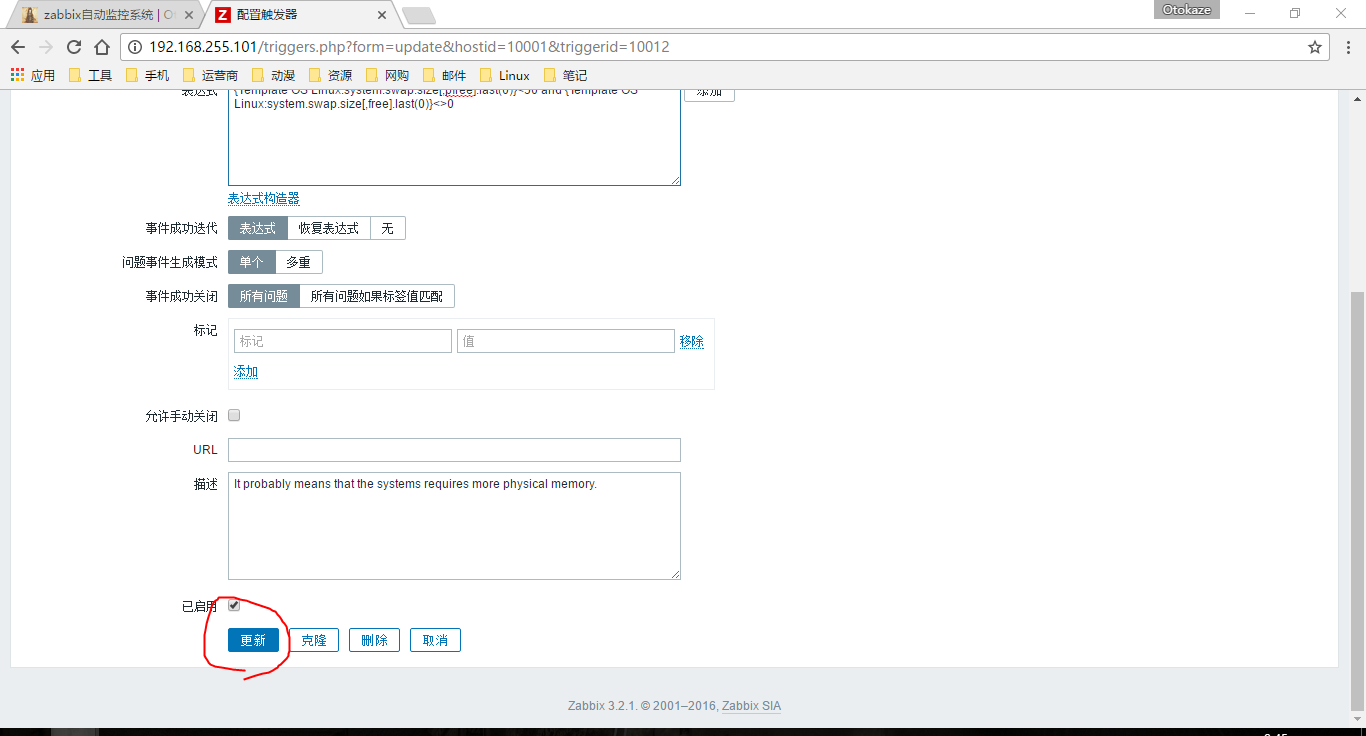 zabbix自动监控系统 | O
配置触发器
Otokaze
192.168.255.101/triggers.php?form=update&hostid=10001&triggerid=10012
应用 工具 手机 运营商 动漫 资源 网购 邮件 Linux 笔记
表达式
{Template OS Linux:system.swap.size[,pfree].last(0)}<50 and {Template OS
添加
Linux:system.swap.size[,free].last(0)}<>0
表达式构造器
事件成功迭代 表达式 恢复表达式 无
问题事件生成模式 单个 多重
事件成功关闭 所有问题 所有问题如果标签值匹配
标记 标记 值 移除
添加
允许手动关闭
URL
描述 It probably means that the systems requires more physical memory.
已启用
更新 克隆 删除 取消
Zabbix 3.2.1. © 2001–2016, Zabbix SIA